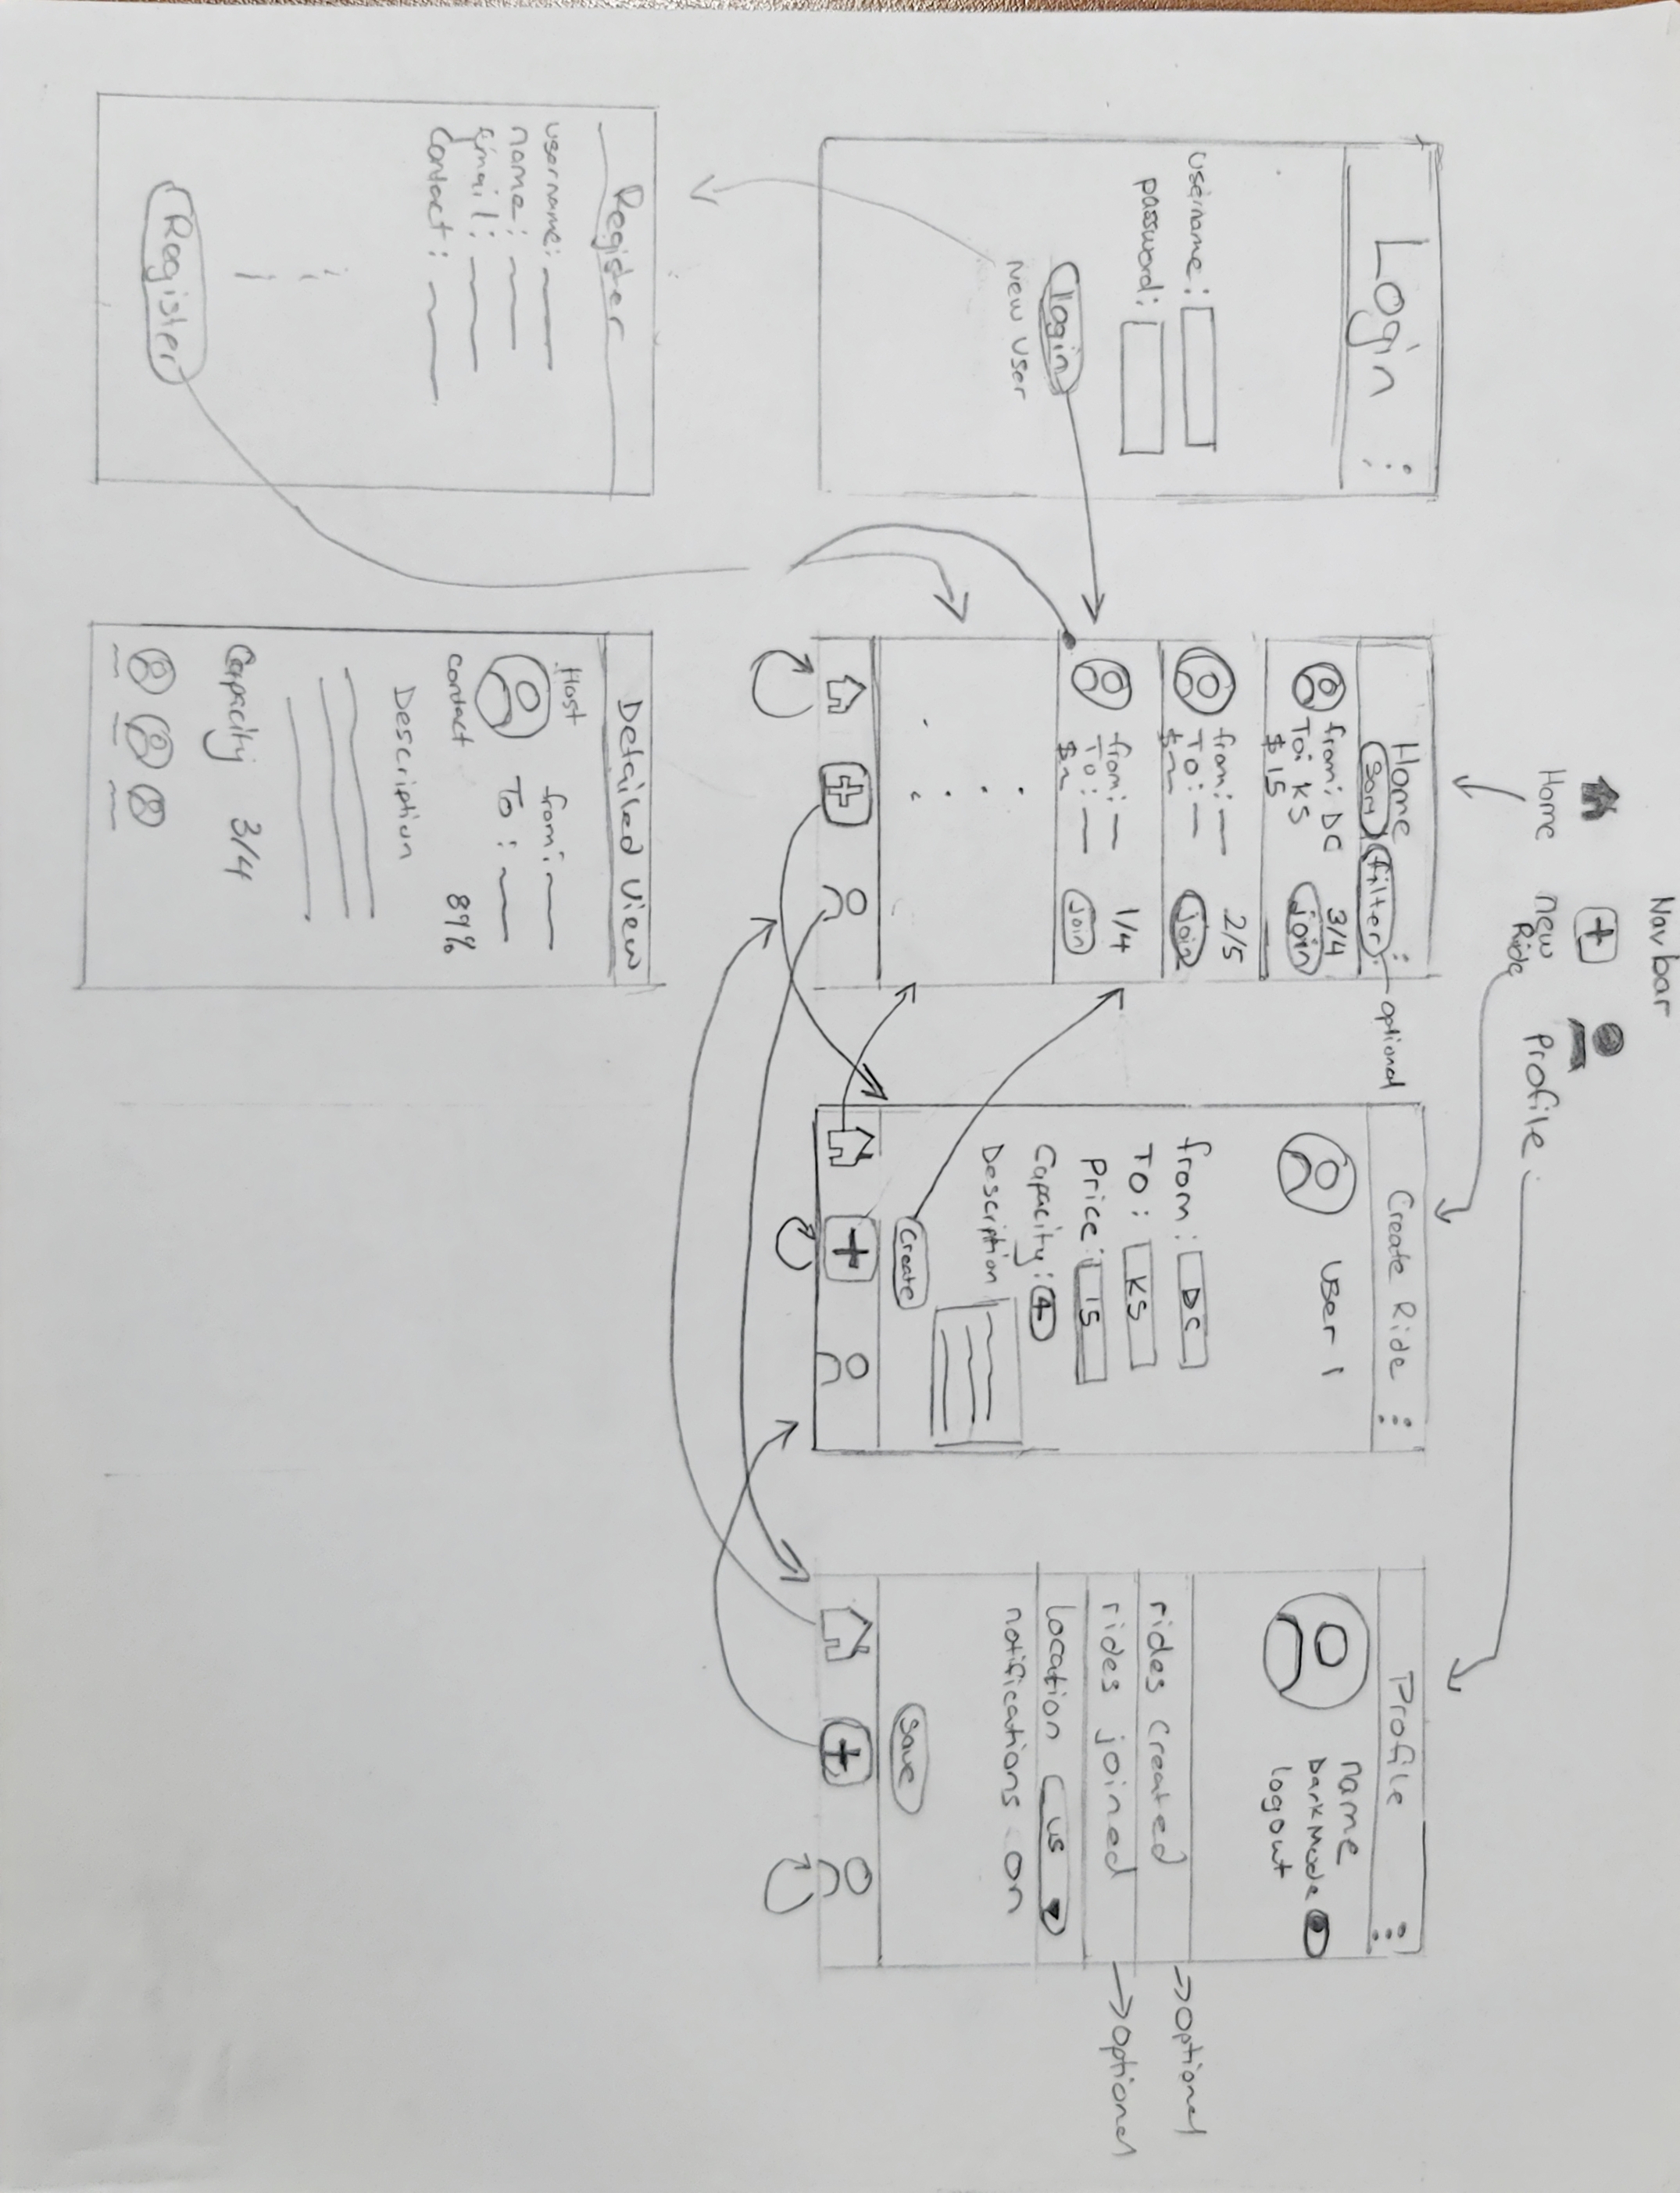 Nav bar
Home
new
Ride
Profile
Login
username:
password:
login
New user
Home
Sort
filter
optional
from: DC
To: KS
$15
3/4
Join
from:
To:
$
2/5
Join
from:
To:
$
1/4
Join
Create Ride
User 1
from: DC
To: KS
Price: 15
Capacity: 4
Description
Create
Profile
name
Dark Mode
logout
rides created
optional
rides joined
optional
location US
notifications on
Save
Register
username:
name:
email:
Contact:
Register
Detailed View
Host
from:
To:
contact
89%
Description
Capacity 3/4